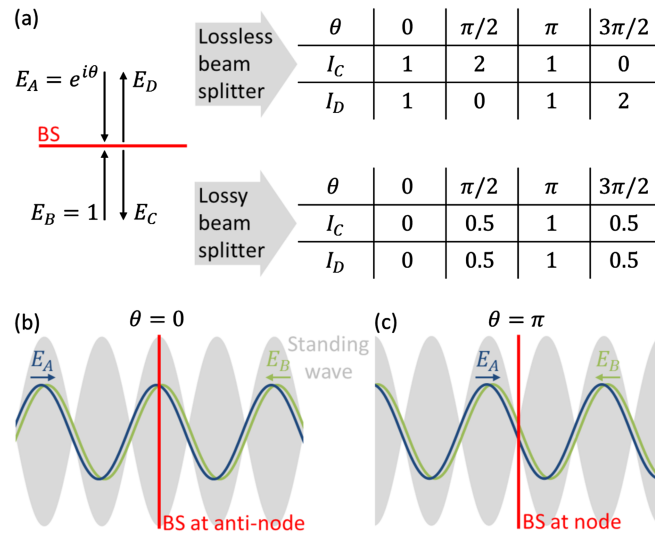 (a)
E_A = e^{iθ}
E_D
BS
E_B = 1
E_C
Lossless
beam
splitter
θ 0 π/2 π 3π/2
I_C 1 2 1 0
I_D 1 0 1 2
Lossy
beam
splitter
θ 0 π/2 π 3π/2
I_C 0 0.5 1 0.5
I_D 0 0.5 1 0.5
(b)
θ = 0
E_A
E_B
BS at anti-node
Standing
wave
(c)
θ = π
E_A
E_B
BS at node